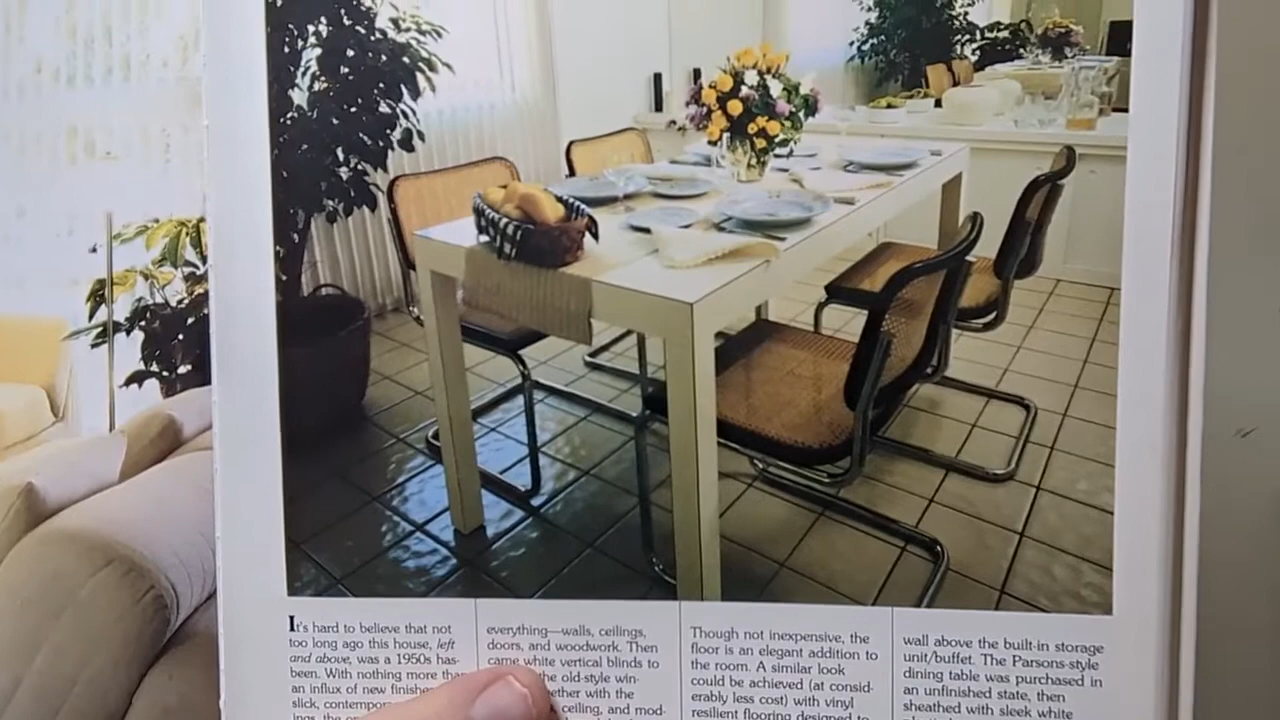 It's hard to believe that not
too long ago this house, left
and above, was a 1950s has-
been. With nothing more than
an influx of new finishes
slick, contempor
ings, the
everything—walls, ceilings,
doors, and woodwork. Then
came white vertical blinds to
the old-style win-
ether with the
ceiling, and mod-
Though not inexpensive, the
floor is an elegant addition to
the room. A similar look
could be achieved (at consid-
erably less cost) with vinyl
resilient flooring designed to
wall above the built-in storage
unit/buffet. The Parsons-style
dining table was purchased in
an unfinished state, then
sheathed with sleek white